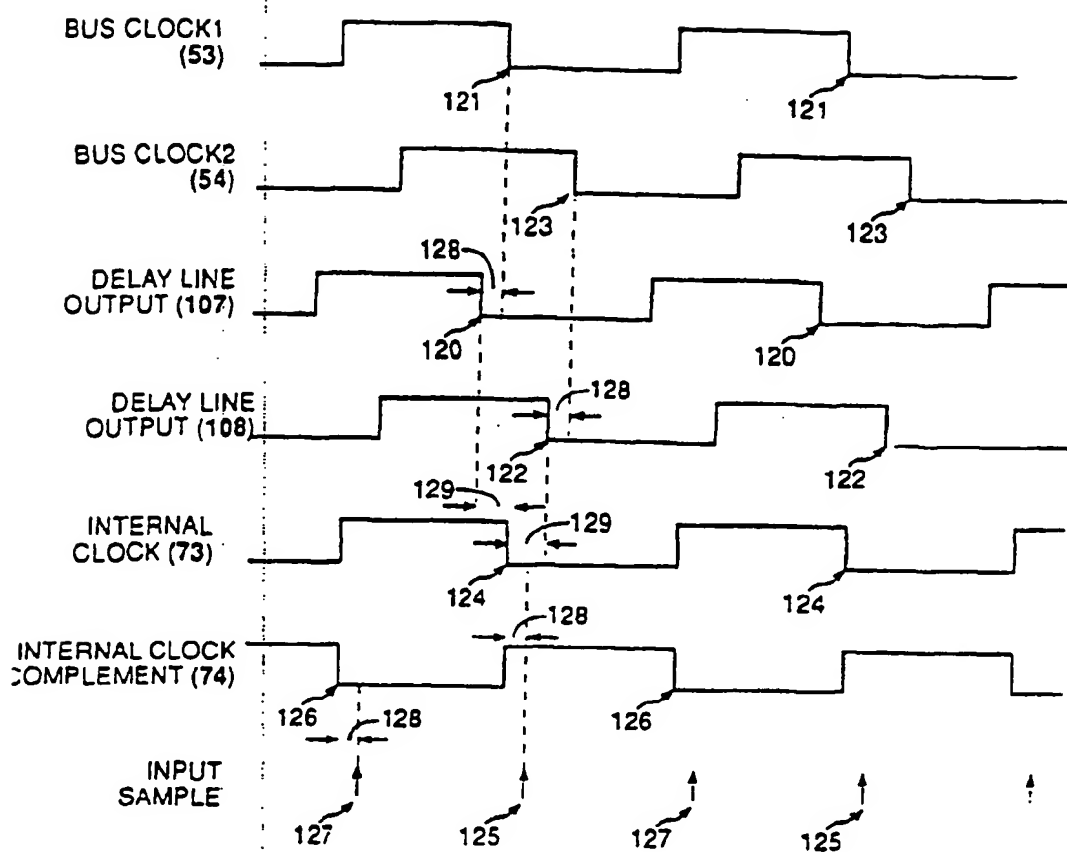 BUS CLOCK1
(53)
121
121
BUS CLOCK2
(54)
123
123
128
DELAY LINE
OUTPUT (107)
120
120
128
DELAY LINE
OUTPUT (108)
122
122
129
129
INTERNAL
CLOCK (73)
124
124
128
INTERNAL CLOCK
COMPLEMENT (74)
126
126
128
INPUT
SAMPLE
127
125
127
125